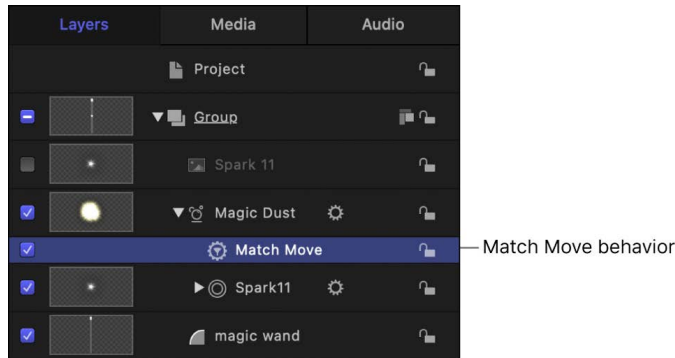 Layers Media Audio
Project
Group
Spark 11
Magic Dust
Match Move Match Move behavior
Spark11
magic wand